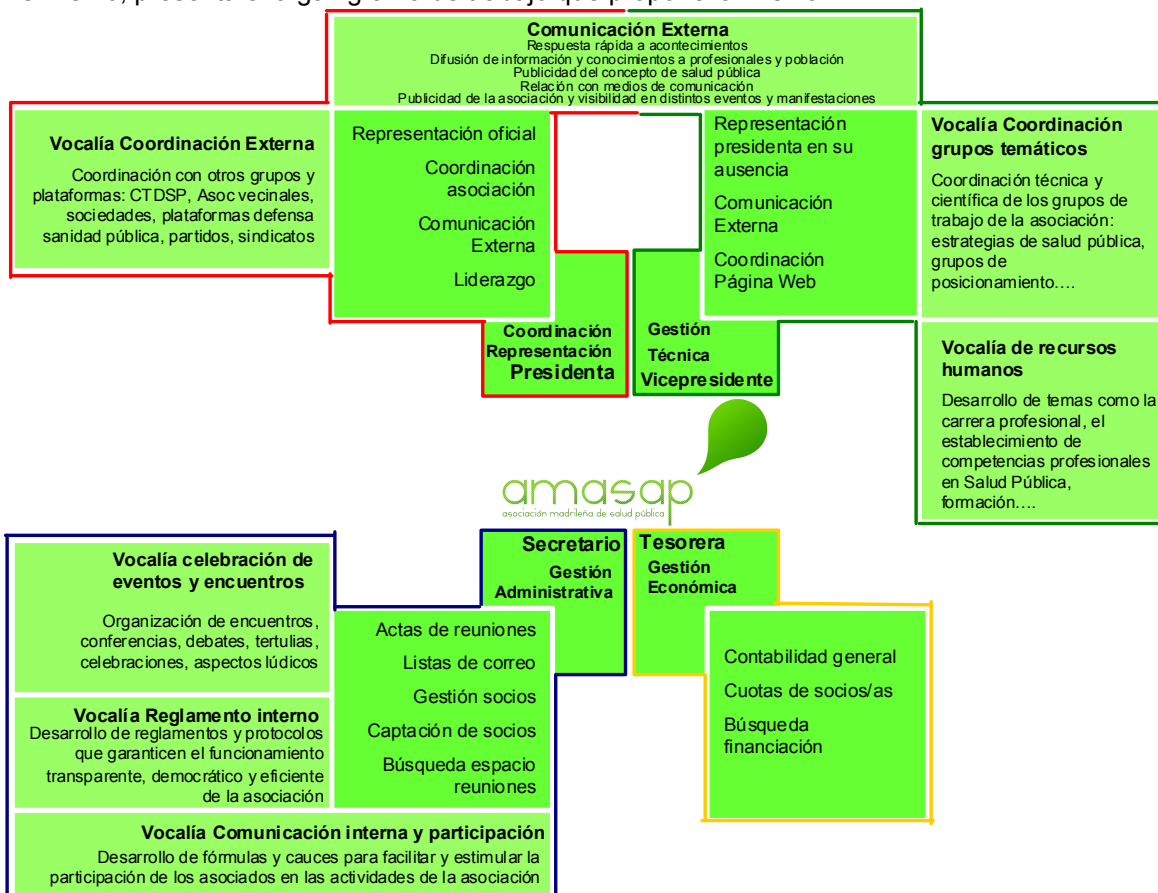 Comunicación Externa
Respuesta rápida a acontecimientos
Difusión de información y conocimientos a profesionales y población
Publicidad del concepto de salud pública
Relación con medios de comunicación
Publicidad de la asociación y visibilidad en distintos eventos y manifestaciones
Vocalía Coordinación Externa
Coordinación con otros grupos y
plataformas: CTDSP, Asoc vecinales,
sociedades, plataformas defensa
sanidad pública, partidos, sindicatos
Representación oficial
Coordinación
asociación
Comunicación
Externa
Liderazgo
Coordinación
Representación
Presidenta
Representación
presidenta en su
ausencia
Comunicación
Externa
Coordinación
Página Web
Gestión
Técnica
Vicepresidente
Vocalía Coordinación
grupos temáticos
Coordinación técnica y
científica de los grupos de
trabajo de la asociación:
estrategias de salud pública,
grupos de
posicionamiento....
Vocalía de recursos
humanos
Desarrollo de temas como la
carrera profesional, el
establecimiento de
competencias profesionales
en Salud Pública,
formación....
amasap
asociación madrileña de salud pública
Secretario
Gestión
Administrativa
Tesorera
Gestión
Económica
Vocalía celebración de
eventos y encuentros
Organización de encuentros,
conferencias, debates, tertulias,
celebraciones, aspectos lúdicos
Vocalía Reglamento interno
Desarrollo de reglamentos y protocolos
que garanticen el funcionamiento
transparente, democrático y eficiente
de la asociación
Actas de reuniones
Listas de correo
Gestión socios
Captación de socios
Búsqueda espacio
reuniones
Contabilidad general
Cuotas de socios/as
Búsqueda
financiación
Vocalía Comunicación interna y participación
Desarrollo de fórmulas y cauces para facilitar y estimular la
participación de los asociados en las actividades de la asociación